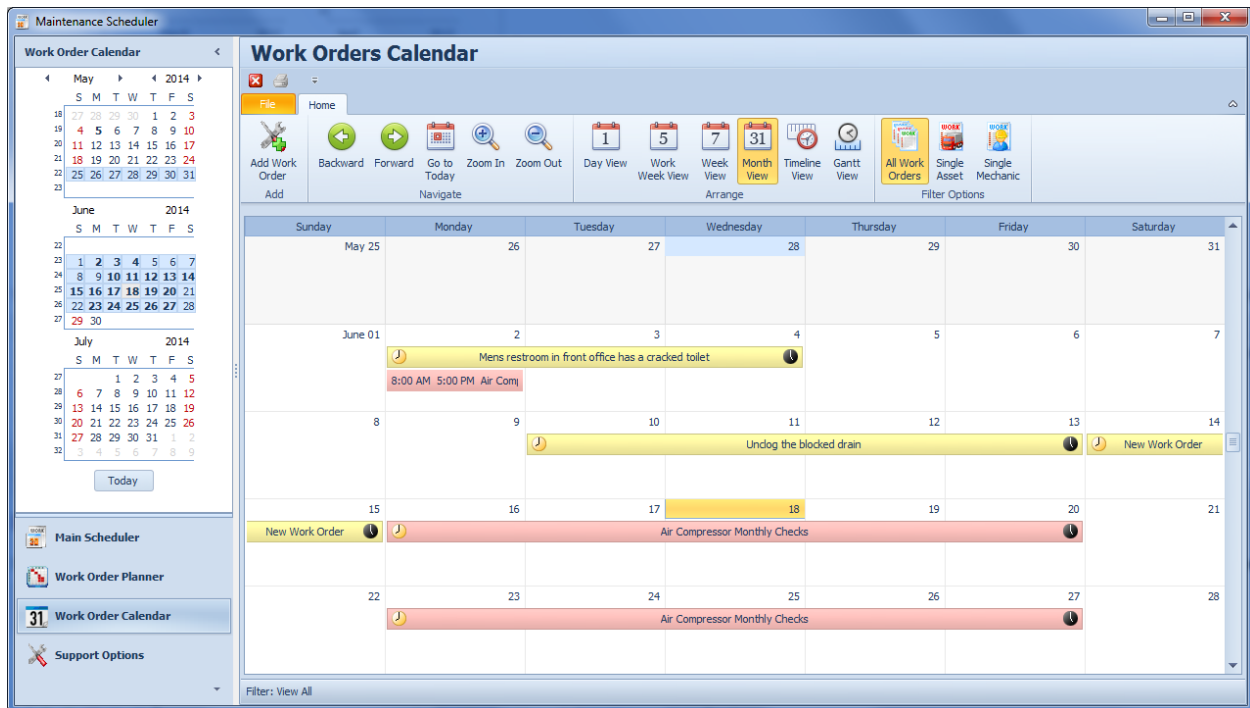 Maintenance Scheduler
Work Order Calendar
May 2014
S M T W T F S
18 27 28 29 30 1 2 3
19 4 5 6 7 8 9 10
20 11 12 13 14 15 16 17
21 18 19 20 21 22 23 24
22 25 26 27 28 29 30 31
23
June 2014
S M T W T F S
22
23 1 2 3 4 5 6 7
24 8 9 10 11 12 13 14
25 15 16 17 18 19 20 21
26 22 23 24 25 26 27 28
27 29 30
July 2014
S M T W T F S
27 1 2 3 4 5
28 6 7 8 9 10 11 12
29 13 14 15 16 17 18 19
30 20 21 22 23 24 25 26
31 27 28 29 30 31 1 2
32 3 4 5 6 7 8 9
Today
Main Scheduler
Work Order Planner
31 Work Order Calendar
Support Options
Work Orders Calendar
File Home
Add Work Order
Backward
Forward
Go to Today
Zoom In
Zoom Out
1 Day View
5 Work Week View
7 Week View
31 Month View
Timeline View
Gantt View
WORK All Work Orders
WORK Single Asset
WORK Single Mechanic
Add Navigate Arrange Filter Options
Sunday Monday Tuesday Wednesday Thursday Friday Saturday
May 25 26 27 28 29 30 31
June 01 2 3 4 5 6 7
Mens restroom in front office has a cracked toilet
8:00 AM 5:00 PM Air Com
8 9 10 11 12 13 14
Unclog the blocked drain New Work Order
15 16 17 18 19 20 21
New Work Order Air Compressor Monthly Checks
22 23 24 25 26 27 28
Air Compressor Monthly Checks
Filter: View All